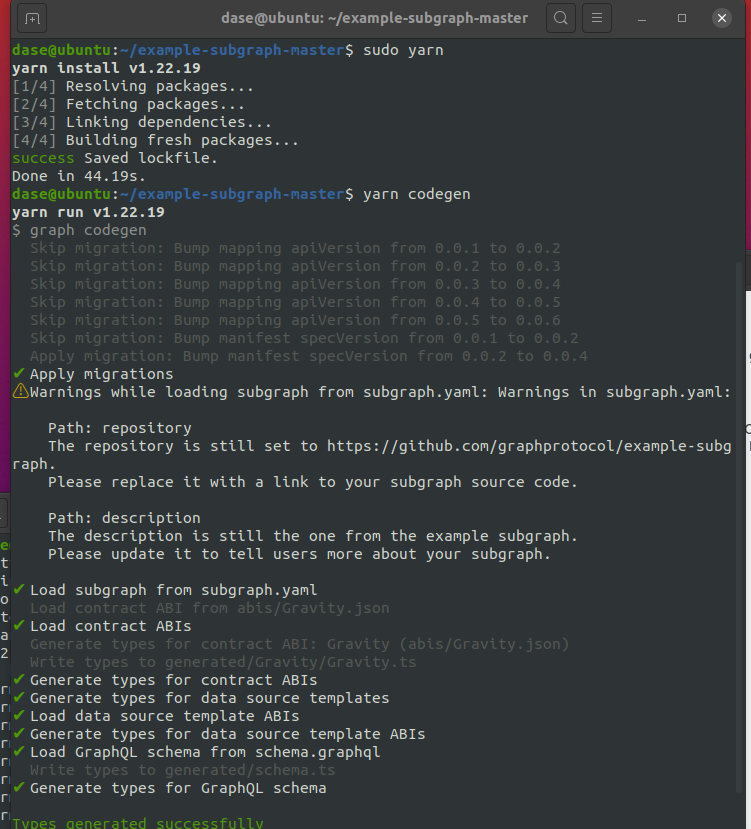 dase@ubuntu: ~/example-subgraph-master
dase@ubuntu:~/example-subgraph-master$ sudo yarn
yarn install v1.22.19
[1/4] Resolving packages...
[2/4] Fetching packages...
[3/4] Linking dependencies...
[4/4] Building fresh packages...
success Saved lockfile.
Done in 44.19s.
dase@ubuntu:~/example-subgraph-master$ yarn codegen
yarn run v1.22.19
$ graph codegen
Skip migration: Bump mapping apiVersion from 0.0.1 to 0.0.2
Skip migration: Bump mapping apiVersion from 0.0.2 to 0.0.3
Skip migration: Bump mapping apiVersion from 0.0.3 to 0.0.4
Skip migration: Bump mapping apiVersion from 0.0.4 to 0.0.5
Skip migration: Bump mapping apiVersion from 0.0.5 to 0.0.6
Skip migration: Bump manifest specVersion from 0.0.1 to 0.0.2
Apply migration: Bump manifest specVersion from 0.0.2 to 0.0.4
✔ Apply migrations
⚠Warnings while loading subgraph from subgraph.yaml: Warnings in subgraph.yaml:
Path: repository
The repository is still set to https://github.com/graphprotocol/example-subg
raph.
Please replace it with a link to your subgraph source code.
Path: description
The description is still the one from the example subgraph.
Please update it to tell users more about your subgraph.
✔ Load subgraph from subgraph.yaml
Load contract ABI from abis/Gravity.json
✔ Load contract ABIs
Generate types for contract ABI: Gravity (abis/Gravity.json)
Write types to generated/Gravity/Gravity.ts
✔ Generate types for contract ABIs
✔ Generate types for data source templates
✔ Load data source template ABIs
✔ Generate types for data source template ABIs
✔ Load GraphQL schema from schema.graphql
Write types to generated/schema.ts
✔ Generate types for GraphQL schema
Types generated successfully